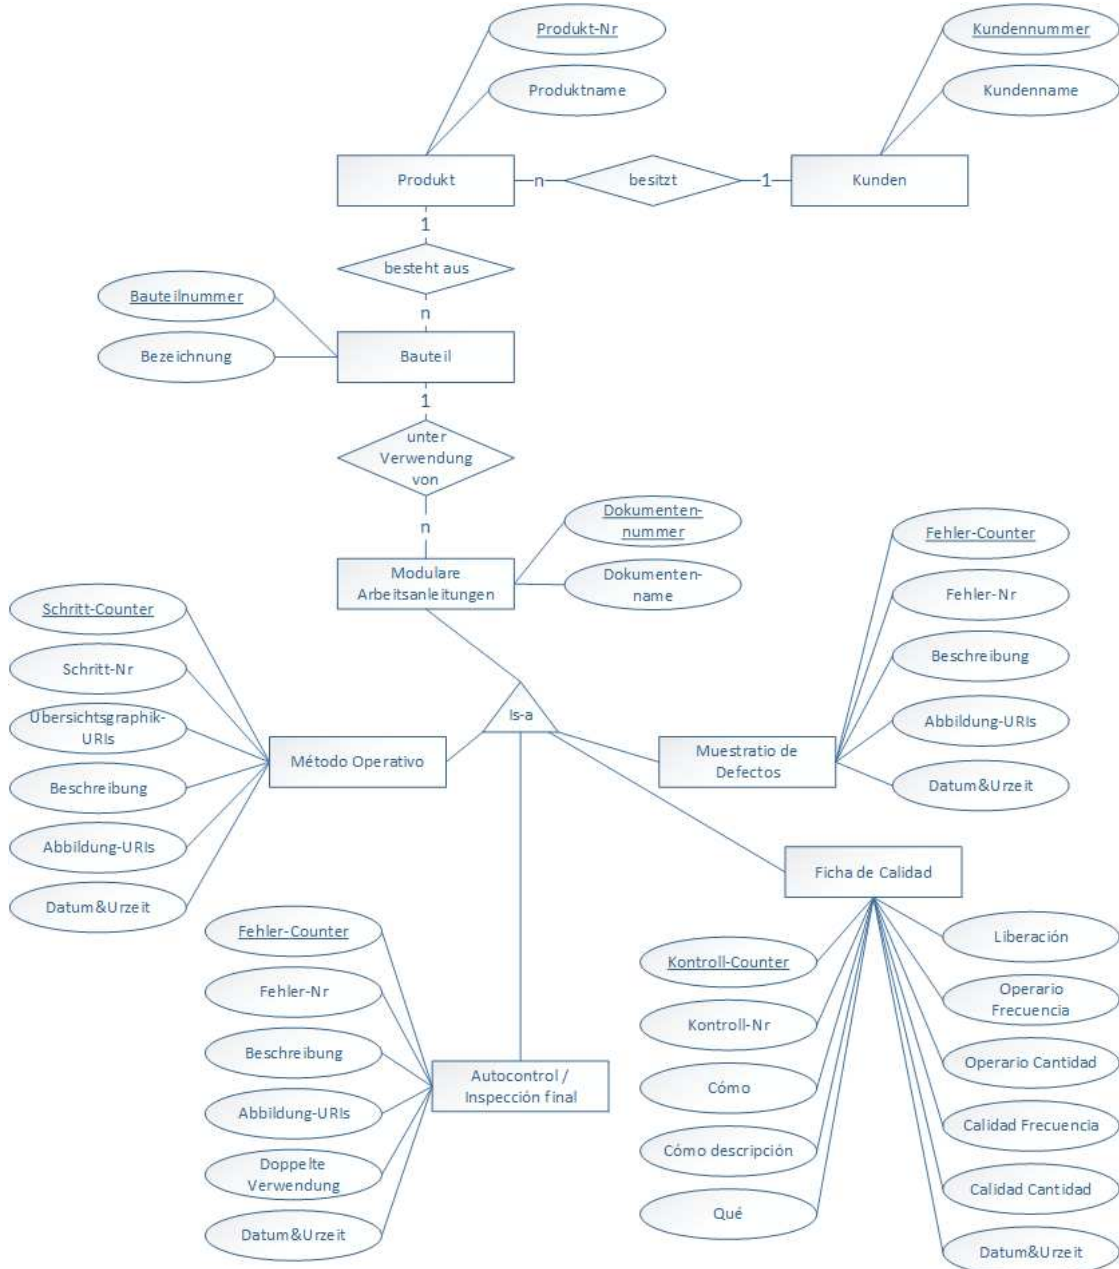 Produkt-Nr
Kundennummer
Produktname
Kundenname
Produkt
n
besitzt
1
Kunden
1
besteht aus
n
Bauteilnummer
Bezeichnung
Bauteil
1
unter
Verwendung
von
n
Modulare
Arbeitsanleitungen
Dokumenten-
nummer
Dokumenten-
name
Schritt-Counter
Schritt-Nr
Übersichtsgraphik-
URIs
Beschreibung
Abbildung-URIs
Datum&Urzeit
Método Operativo
Is-a
Muestratio de
Defectos
Fehler-Counter
Fehler-Nr
Beschreibung
Abbildung-URIs
Datum&Urzeit
Fehler-Counter
Fehler-Nr
Beschreibung
Abbildung-URIs
Doppelte
Verwendung
Datum&Urzeit
Autocontrol /
Inspección final
Ficha de Calidad
Kontroll-Counter
Kontroll-Nr
Cómo
Cómo descripción
Qué
Liberación
Operario
Frecuencia
Operario Cantidad
Calidad Frecuencia
Calidad Cantidad
Datum&Urzeit